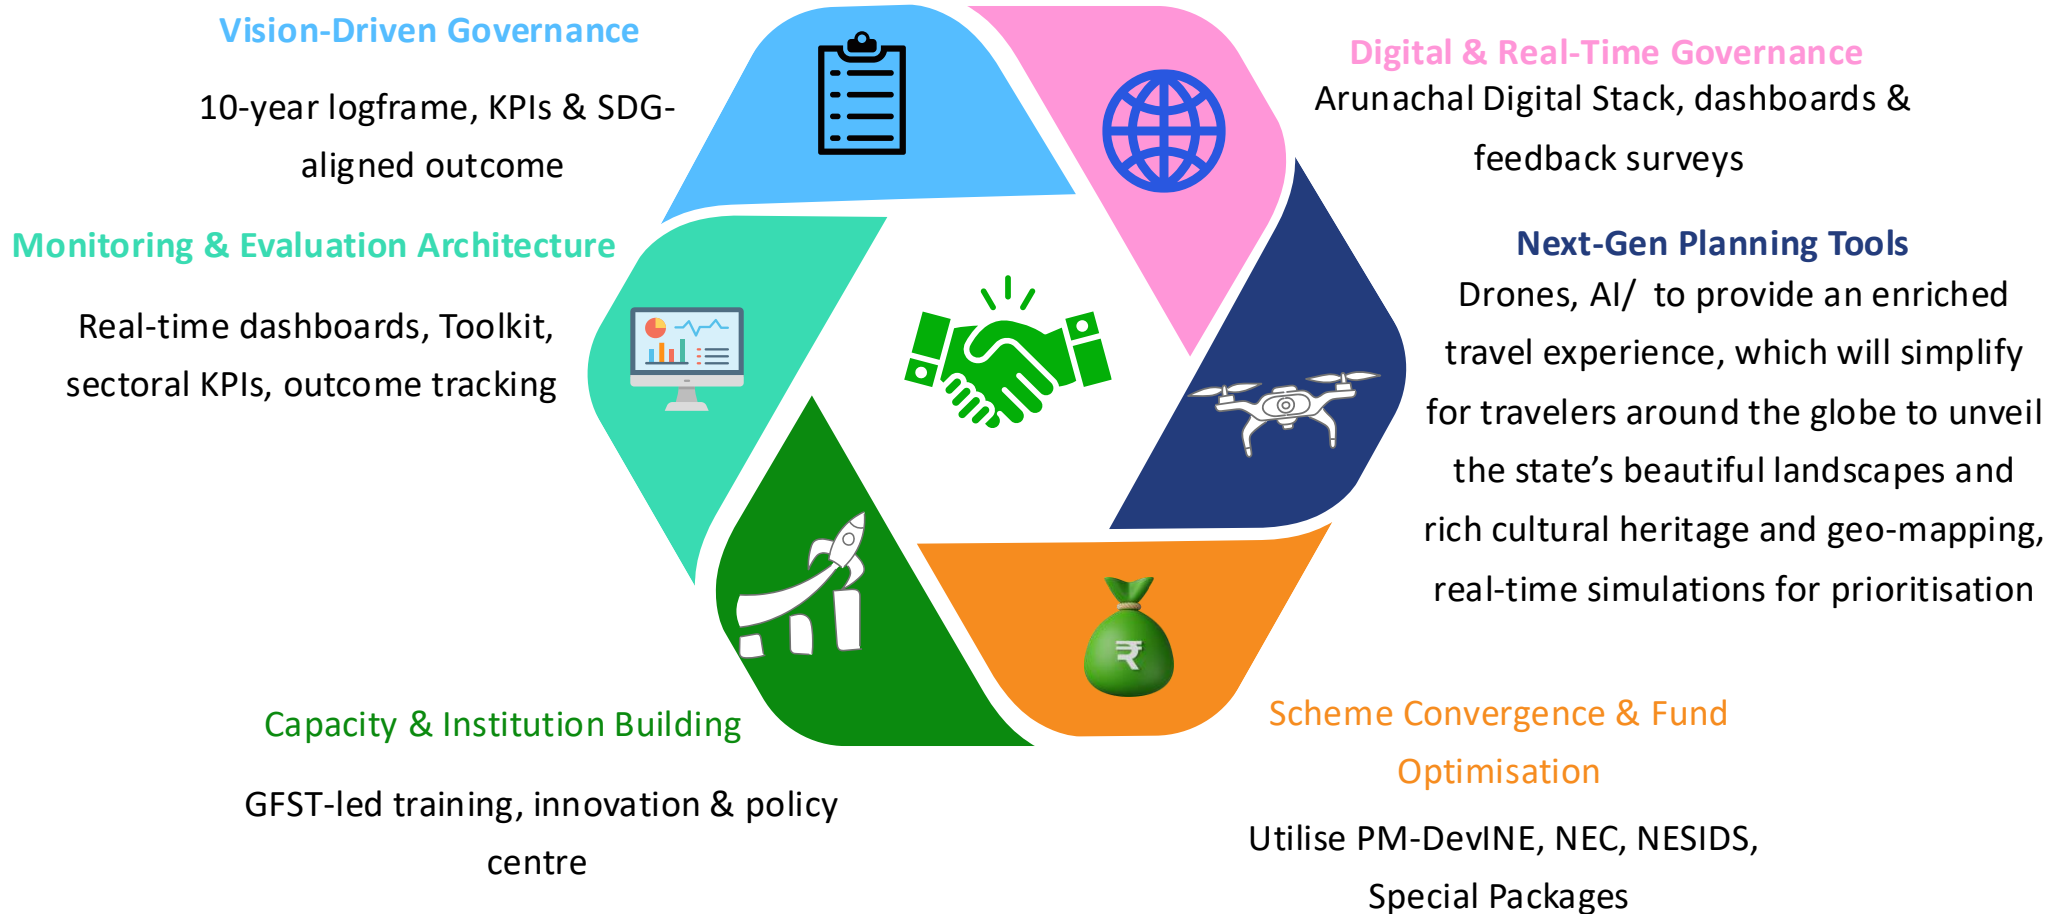 Vision-Driven Governance
10-year logframe, KPIs & SDG-
aligned outcome
Digital & Real-Time Governance
Arunachal Digital Stack, dashboards &
feedback surveys
Monitoring & Evaluation Architecture
Real-time dashboards, Toolkit,
sectoral KPIs, outcome tracking
Next-Gen Planning Tools
Drones, AI/ to provide an enriched
travel experience, which will simplify
for travelers around the globe to unveil
the state’s beautiful landscapes and
rich cultural heritage and geo-mapping,
real-time simulations for prioritisation
Capacity & Institution Building
GFST-led training, innovation & policy
centre
Scheme Convergence & Fund
Optimisation
Utilise PM-DevINE, NEC, NESIDS,
Special Packages
₹